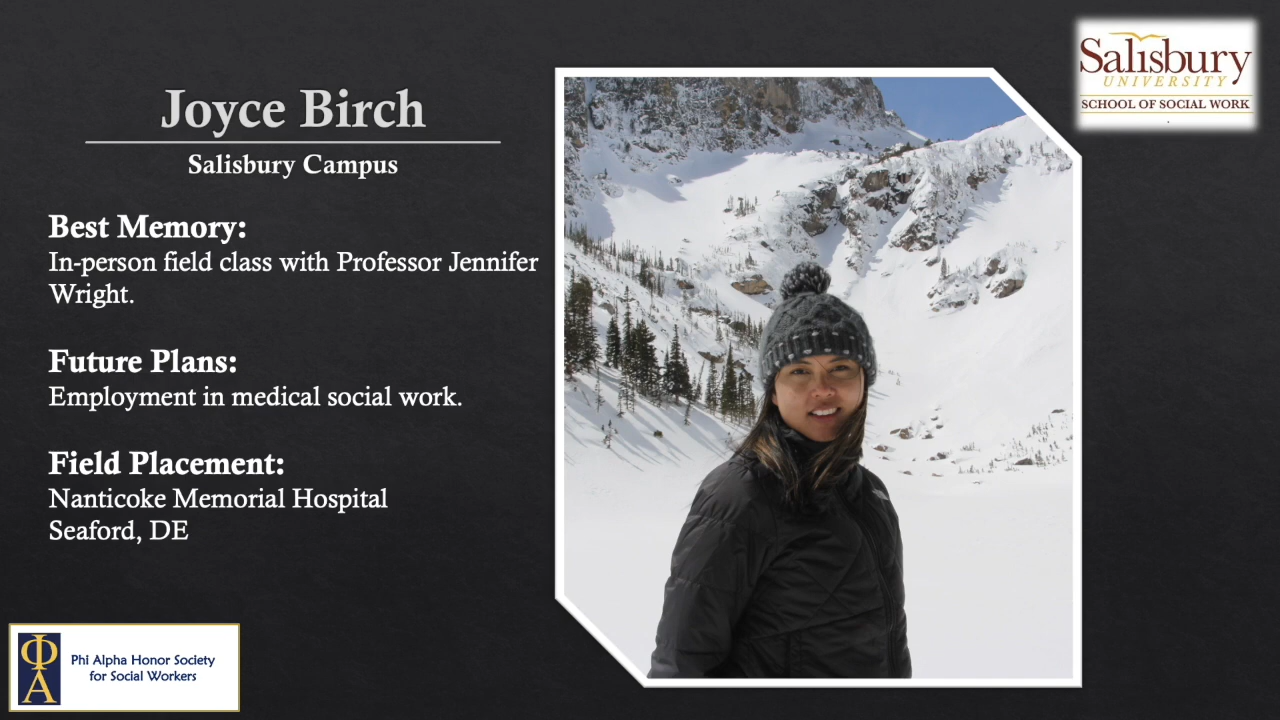 Joyce Birch
Salisbury Campus
Best Memory:
In-person field class with Professor Jennifer
Wright.
Future Plans:
Employment in medical social work.
Field Placement:
Nanticoke Memorial Hospital
Seaford, DE
Salisbury
UNIVERSITY
SCHOOL OF SOCIAL WORK
ΦΑ
Phi Alpha Honor Society
for Social Workers